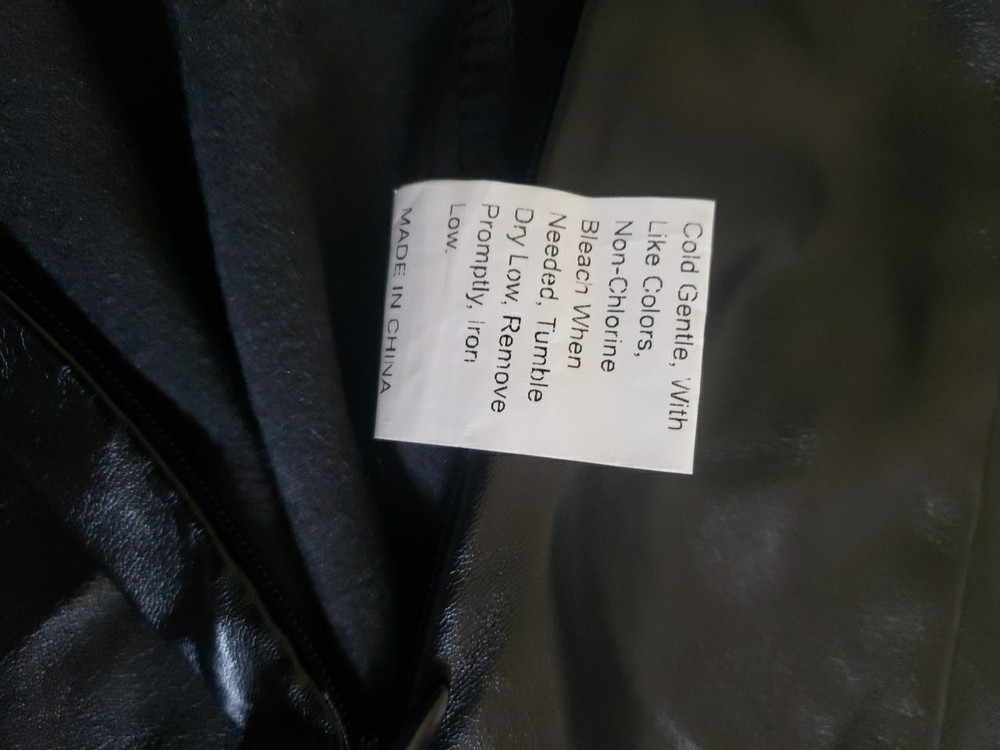 Cold Gentle, With
Like Colors,
Non-Chlorine
Bleach When
Needed, Tumble
Dry Low, Remove
Promptly, Iron
Low.
MADE IN CHINA